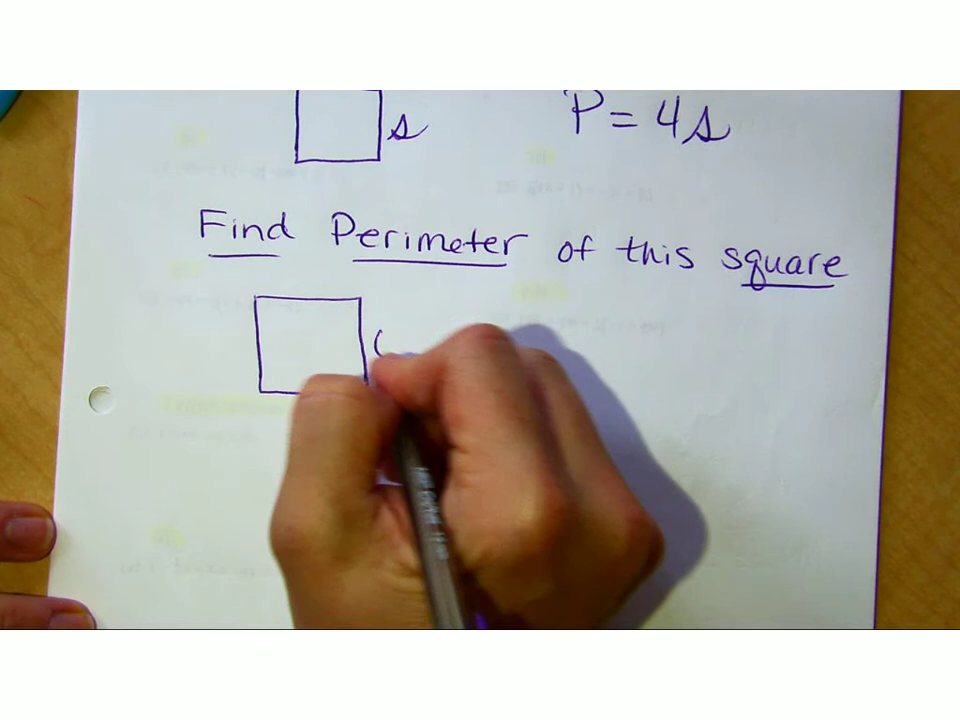 s P = 4s
Find Perimeter of this square